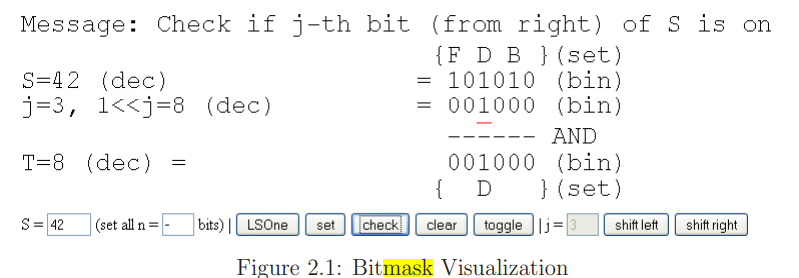 Message: Check if j-th bit (from right) of S is on
{F D B }(set)
S=42 (dec) = 101010 (bin)
j=3, 1<<j=8 (dec) = 001000 (bin)
------ AND
T=8 (dec) = 001000 (bin)
{ D }(set)
S = 42 (set all n = - bits) | LSOne set check clear toggle | j = 3 shift left shift right
Figure 2.1: Bitmask Visualization